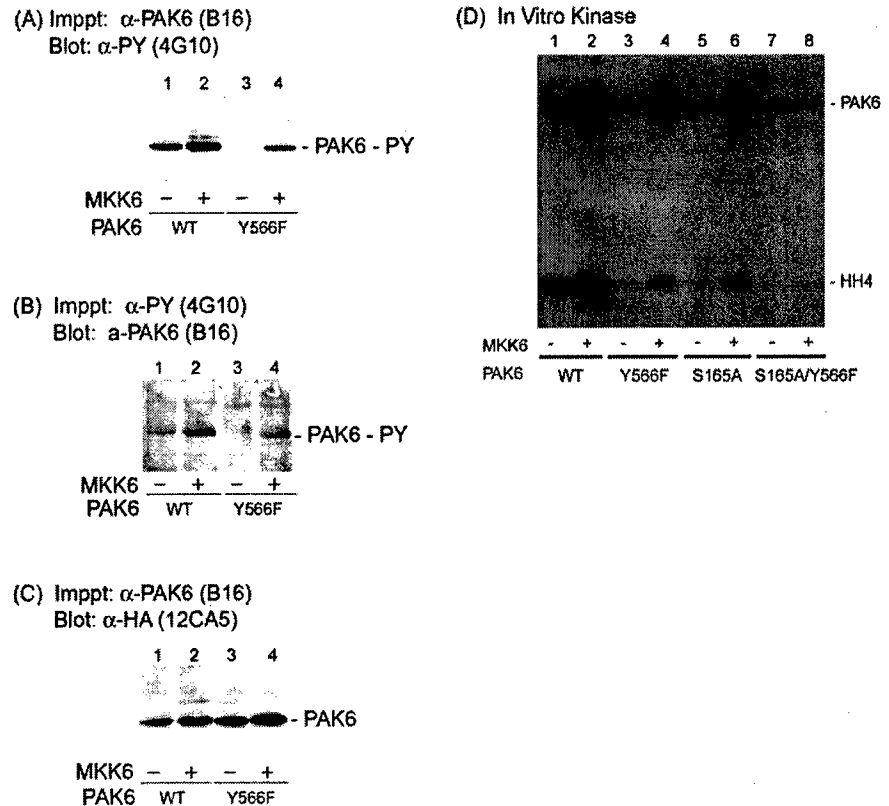 (A) Imppt: α-PAK6 (B16)
Blot: α-PY (4G10)
1 2 3 4
- PAK6 - PY
MKK6 − + − +
PAK6 WT Y566F
(B) Imppt: α-PY (4G10)
Blot: a-PAK6 (B16)
1 2 3 4
- PAK6 - PY
MKK6 − + − +
PAK6 WT Y566F
(C) Imppt: α-PAK6 (B16)
Blot: α-HA (12CA5)
1 2 3 4
- PAK6
MKK6 − + − +
PAK6 WT Y566F
(D) In Vitro Kinase
1 2 3 4 5 6 7 8
- PAK6
- HH4
MKK6 - + - + - + - +
PAK6 WT Y566F S165A S165A/Y566F